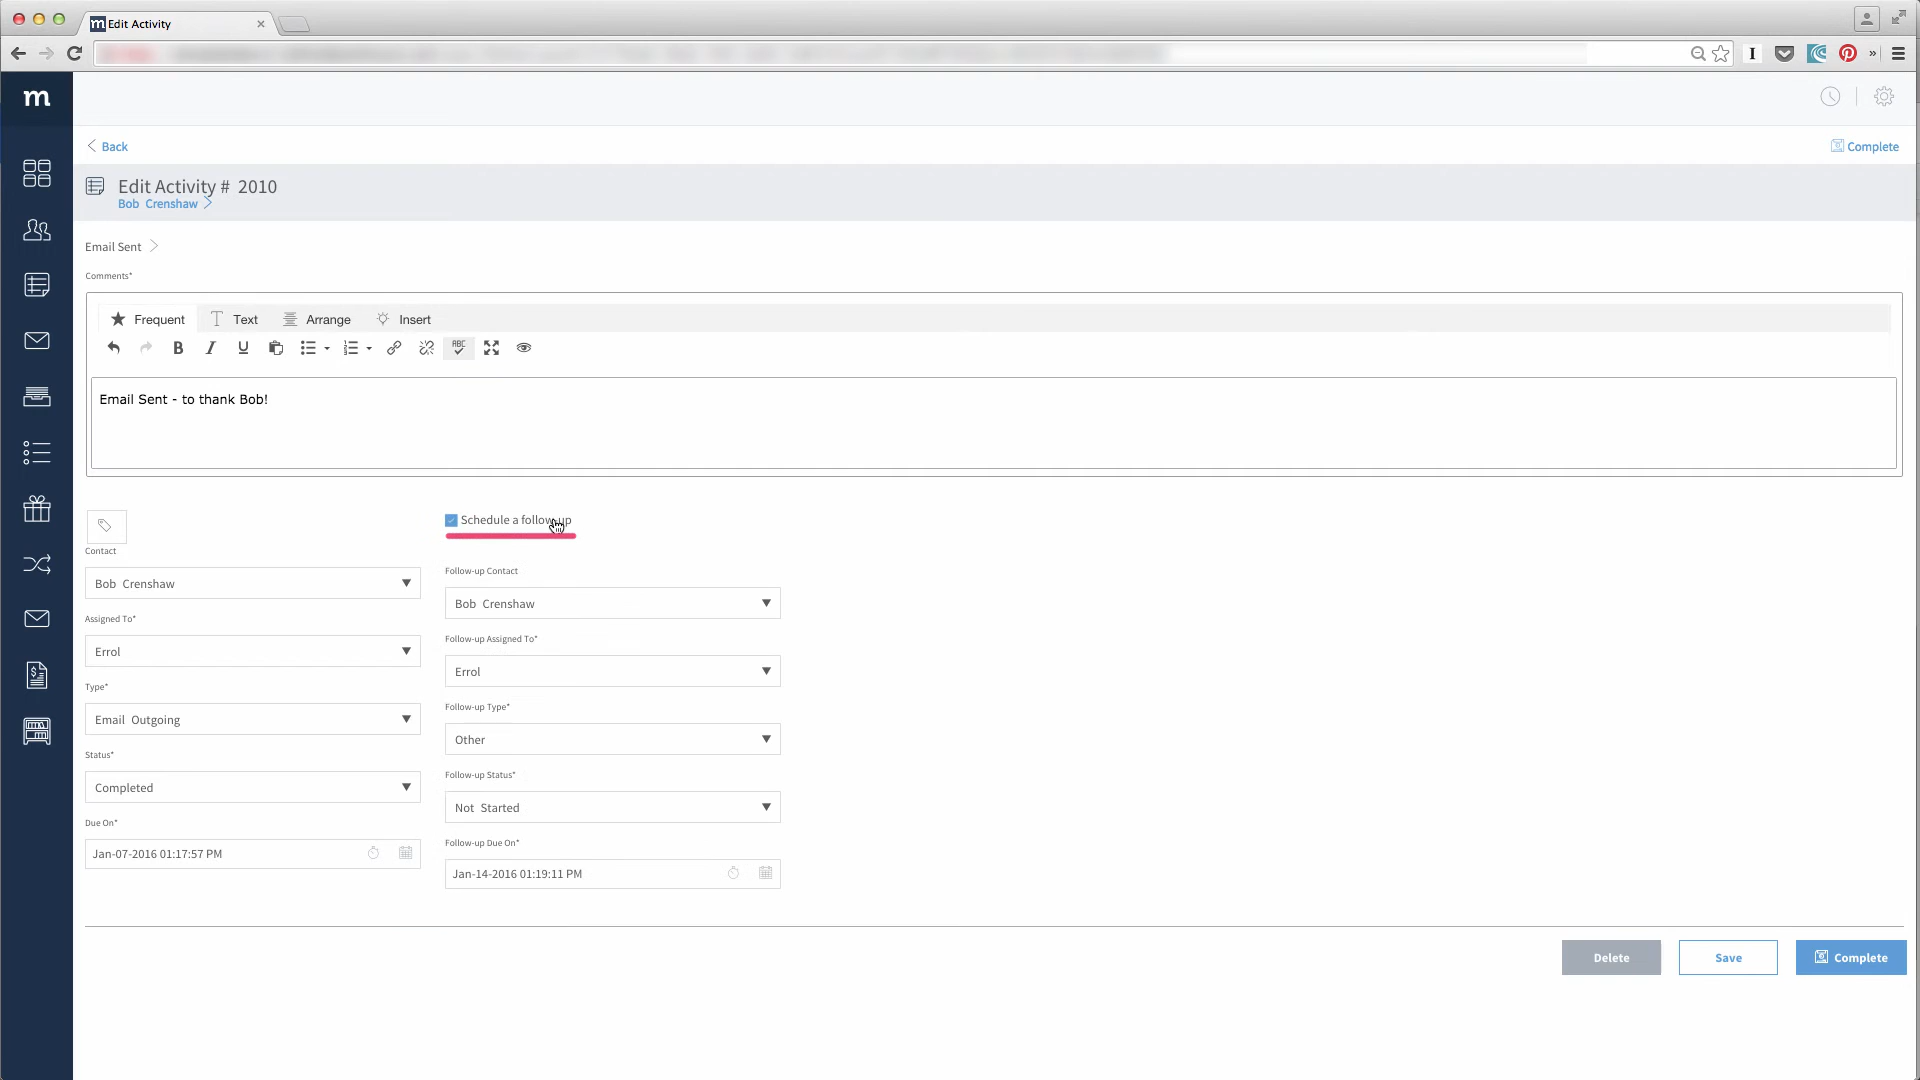 m Edit Activity
m
Back
Complete
Edit Activity # 2010
Bob Crenshaw
Email Sent
Comments*
Frequent
Text
Arrange
Insert
B I U ABC
Email Sent - to thank Bob!
Schedule a follow-up
Contact
Bob Crenshaw
Assigned To*
Errol
Type*
Email Outgoing
Status*
Completed
Due On*
Jan-07-2016 01:17:57 PM
Follow-up Contact
Bob Crenshaw
Follow-up Assigned To*
Errol
Follow-up Type*
Other
Follow-up Status*
Not Started
Follow-up Due On*
Jan-14-2016 01:19:11 PM
Delete
Save
Complete